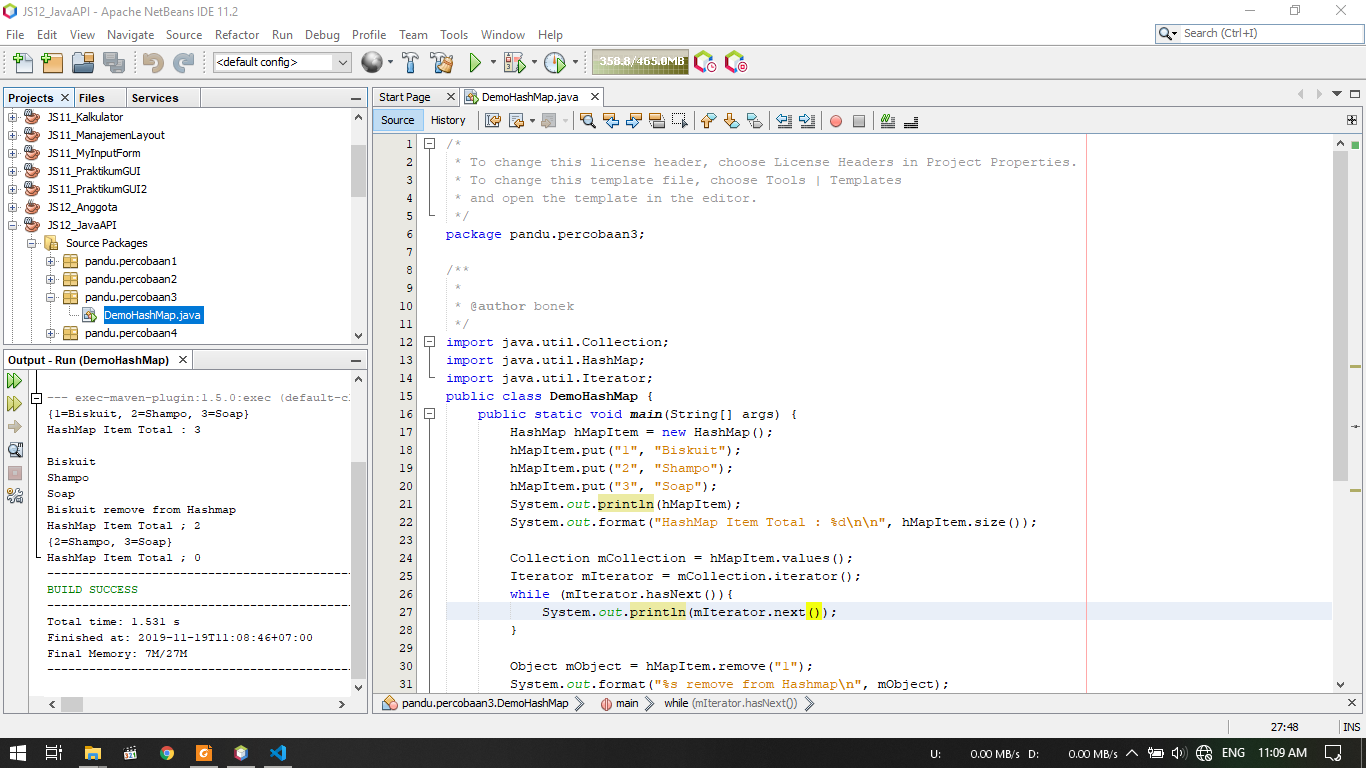 JS12_JavaAPI - Apache NetBeans IDE 11.2
File Edit View Navigate Source Refactor Run Debug Profile Team Tools Window Help
Search (Ctrl+I)
<default config>
358.8/465.0MB
Projects Files Services
JS11_Kalkulator
JS11_ManajemenLayout
JS11_MyInputForm
JS11_PraktikumGUI
JS11_PraktikumGUI2
JS12_Anggota
JS12_JavaAPI
Source Packages
pandu.percobaan1
pandu.percobaan2
pandu.percobaan3
DemoHashMap.java
pandu.percobaan4
Output - Run (DemoHashMap)
--- exec-maven-plugin:1.5.0:exec (default-cl
{1=Biskuit, 2=Shampo, 3=Soap}
HashMap Item Total : 3
Biskuit
Shampo
Soap
Biskuit remove from Hashmap
HashMap Item Total ; 2
{2=Shampo, 3=Soap}
HashMap Item Total ; 0
------------------------------------------------------------------------
BUILD SUCCESS
------------------------------------------------------------------------
Total time: 1.531 s
Finished at: 2019-11-19T11:08:46+07:00
Final Memory: 7M/27M
------------------------------------------------------------------------
Start Page DemoHashMap.java
Source History
1 /*
2 * To change this license header, choose License Headers in Project Properties.
3 * To change this template file, choose Tools | Templates
4 * and open the template in the editor.
5 */
6 package pandu.percobaan3;
7
8 /**
9 *
10 * @author bonek
11 */
12 import java.util.Collection;
13 import java.util.HashMap;
14 import java.util.Iterator;
15 public class DemoHashMap {
16 public static void main(String[] args) {
17 HashMap hMapItem = new HashMap();
18 hMapItem.put("1", "Biskuit");
19 hMapItem.put("2", "Shampo");
20 hMapItem.put("3", "Soap");
21 System.out.println(hMapItem);
22 System.out.format("HashMap Item Total : %d\n\n", hMapItem.size());
23
24 Collection mCollection = hMapItem.values();
25 Iterator mIterator = mCollection.iterator();
26 while (mIterator.hasNext()){
27 System.out.println(mIterator.next());
28 }
29
30 Object mObject = hMapItem.remove("1");
31 System.out.format("%s remove from Hashmap\n", mObject);
pandu.percobaan3.DemoHashMap main while (mIterator.hasNext())
27:48 INS
U: 0.00 MB/s D: 0.00 MB/s ENG 11:09 AM